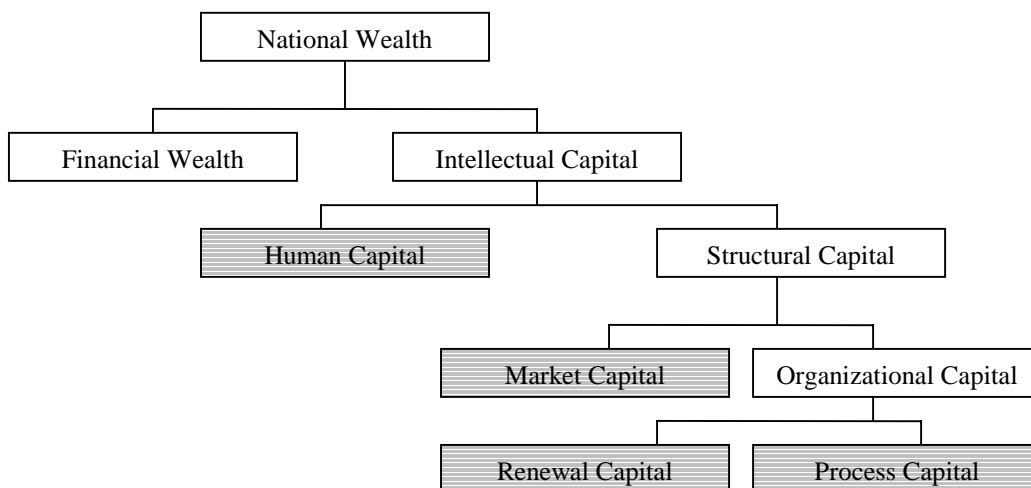 National Wealth
Financial Wealth
Intellectual Capital
Human Capital
Structural Capital
Market Capital
Organizational Capital
Renewal Capital
Process Capital